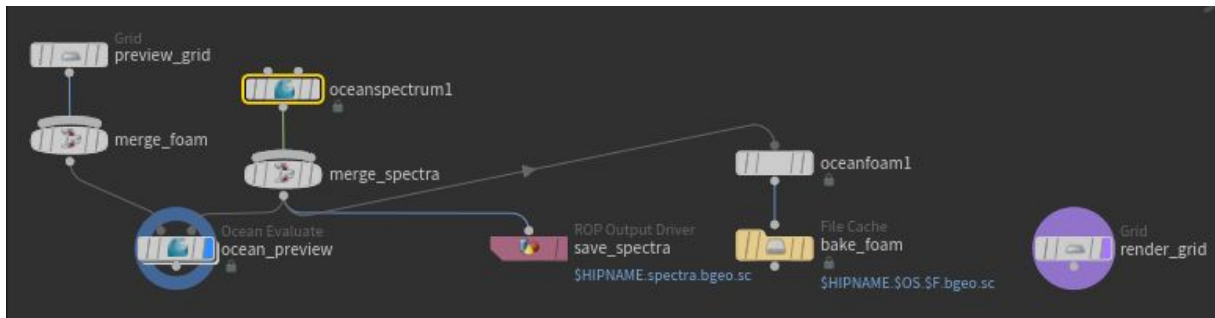 Grid
preview_grid
oceanspectrum1
merge_foam
merge_spectra
oceanfoam1
Ocean Evaluate
ocean_preview
ROP Output Driver
save_spectra
$HIPNAME.spectra.bgeo.sc
File Cache
bake_foam
$HIPNAME.$OS.$F.bgeo.sc
Grid
render_grid